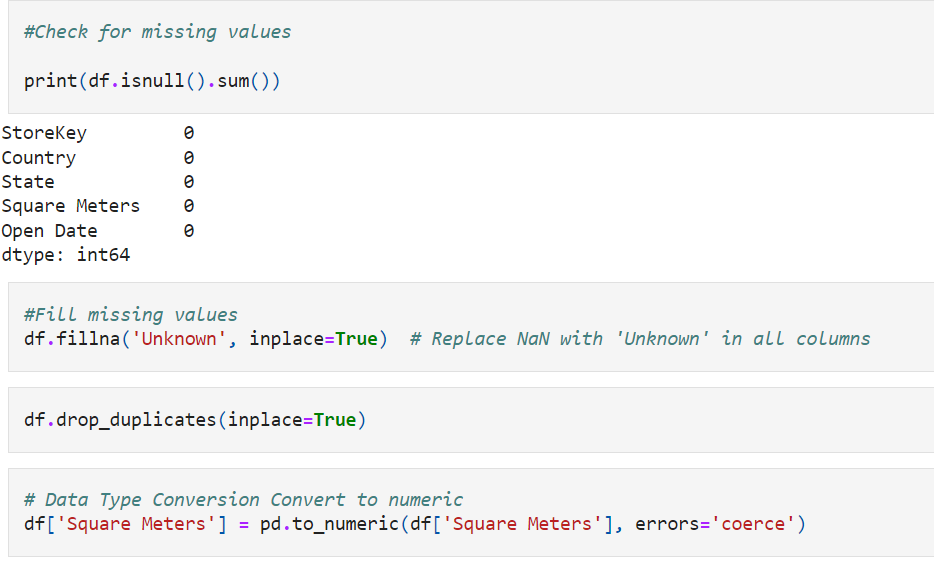 #Check for missing values
print(df.isnull().sum())
StoreKey 0
Country 0
State 0
Square Meters 0
Open Date 0
dtype: int64
#Fill missing values
df.fillna('Unknown', inplace=True)  # Replace NaN with 'Unknown' in all columns
df.drop_duplicates(inplace=True)
# Data Type Conversion Convert to numeric
df['Square Meters'] = pd.to_numeric(df['Square Meters'], errors='coerce')